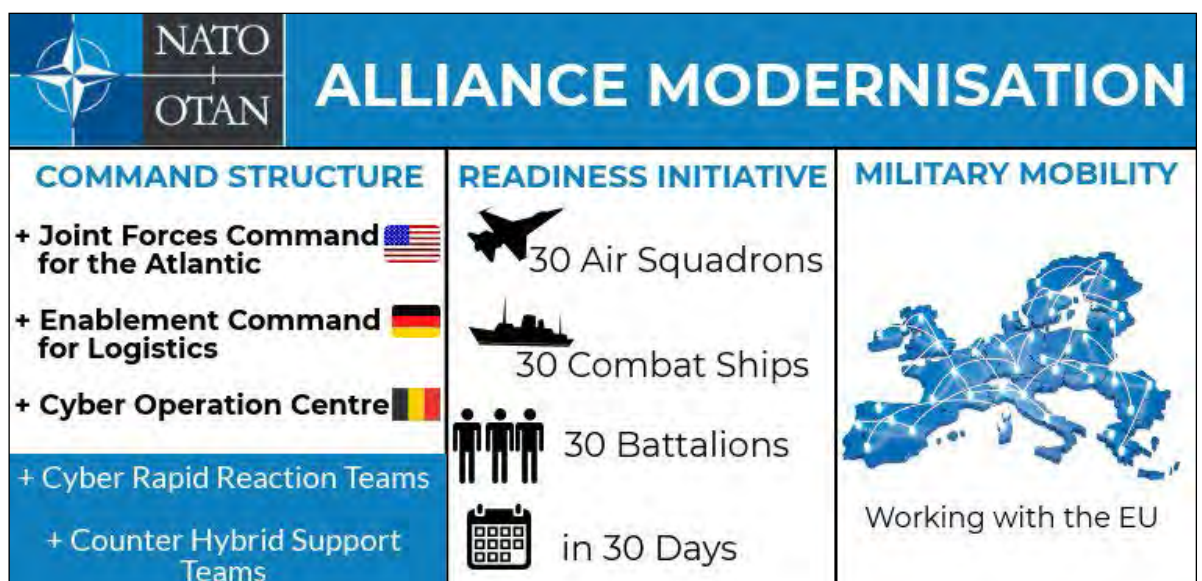 NATO
OTAN
ALLIANCE MODERNISATION
COMMAND STRUCTURE
+ Joint Forces Command
for the Atlantic
+ Enablement Command
for Logistics
+ Cyber Operation Centre
+ Cyber Rapid Reaction Teams
+ Counter Hybrid Support
Teams
READINESS INITIATIVE
30 Air Squadrons
30 Combat Ships
30 Battalions
in 30 Days
MILITARY MOBILITY
Working with the EU